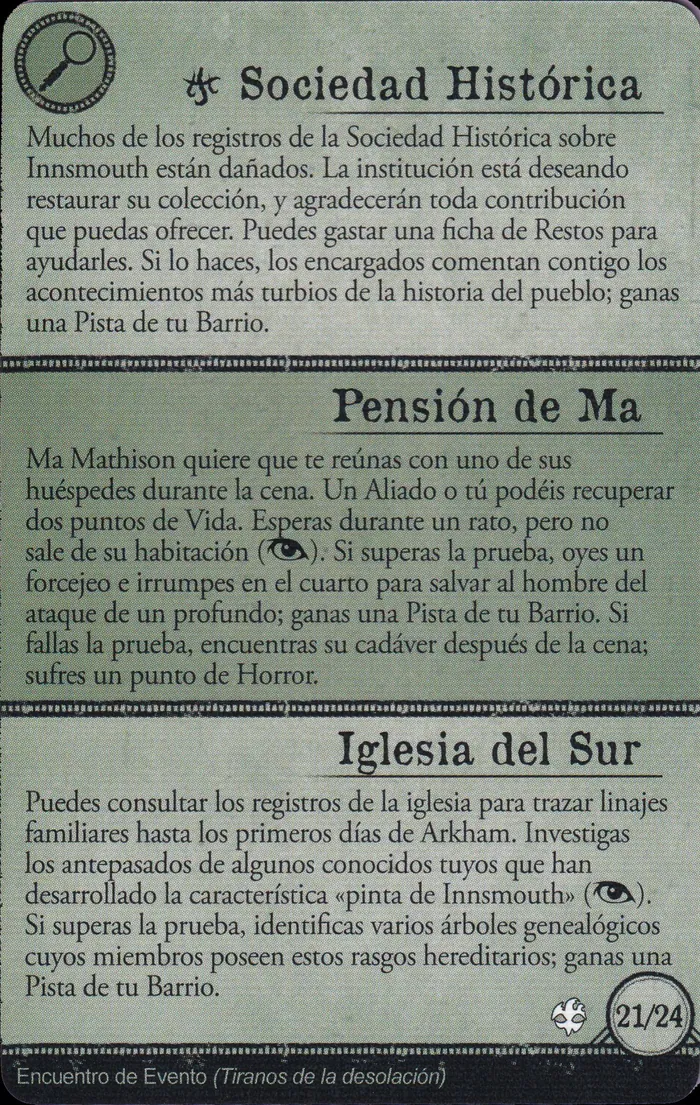 Sociedad Histórica
Muchos de los registros de la Sociedad Histórica sobre
Innsmouth están dañados. La institución está deseando
restaurar su colección, y agradecerán toda contribución
que puedas ofrecer. Puedes gastar una ficha de Restos para
ayudarles. Si lo haces, los encargados comentan contigo los
acontecimientos más turbios de la historia del pueblo; ganas
una Pista de tu Barrio.
Pensión de Ma
Ma Mathison quiere que te reúnas con uno de sus
huéspedes durante la cena. Un Aliado o tú podéis recuperar
dos puntos de Vida. Esperas durante un rato, pero no
sale de su habitación (). Si superas la prueba, oyes un
forcejeo e irrumpes en el cuarto para salvar al hombre del
ataque de un profundo; ganas una Pista de tu Barrio. Si
fallas la prueba, encuentras su cadáver después de la cena;
sufres un punto de Horror.
Iglesia del Sur
Puedes consultar los registros de la iglesia para trazar linajes
familiares hasta los primeros días de Arkham. Investigas
los antepasados de algunos conocidos tuyos que han
desarrollado la característica «pinta de Innsmouth» ().
Si superas la prueba, identificas varios árboles genealógicos
cuyos miembros poseen estos rasgos hereditarios; ganas una
Pista de tu Barrio.
21/24
Encuentro de Evento (Tiranos de la desolación)